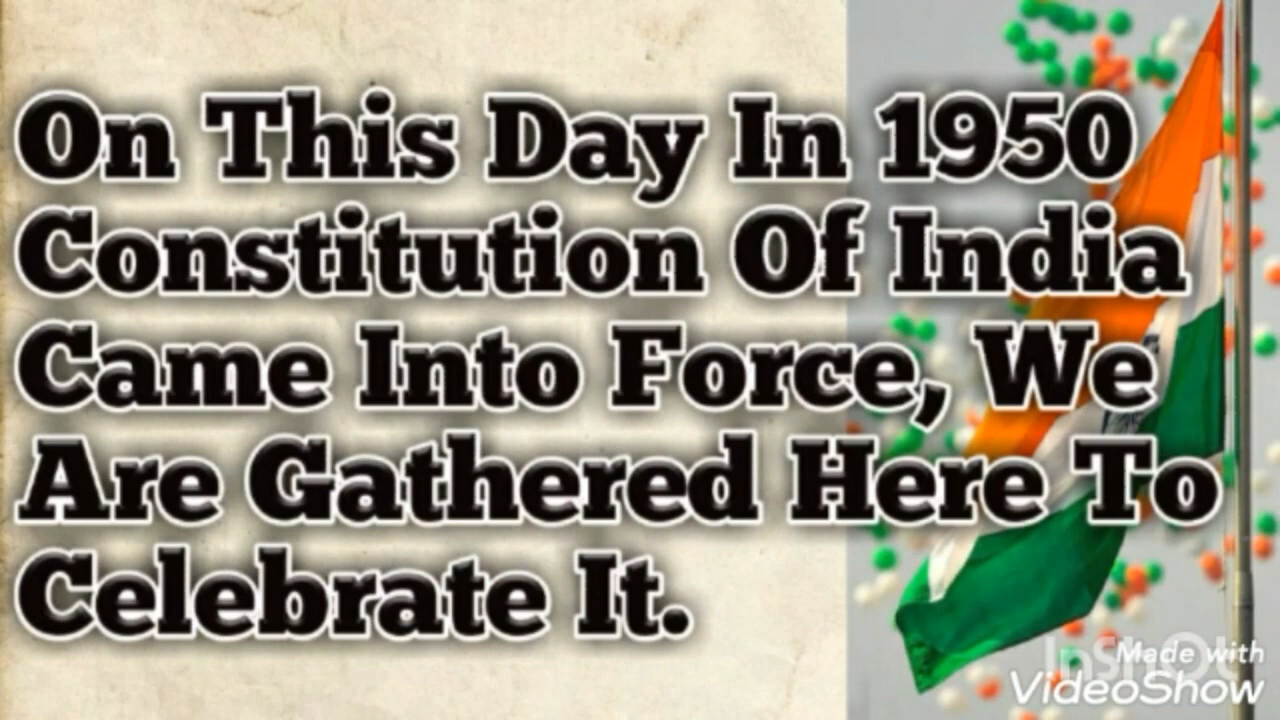 On This Day In 1950
Constitution Of India
Came Into Force, We
Are Gathered Here To
Celebrate It.
InShOt
Made with
VideoShow